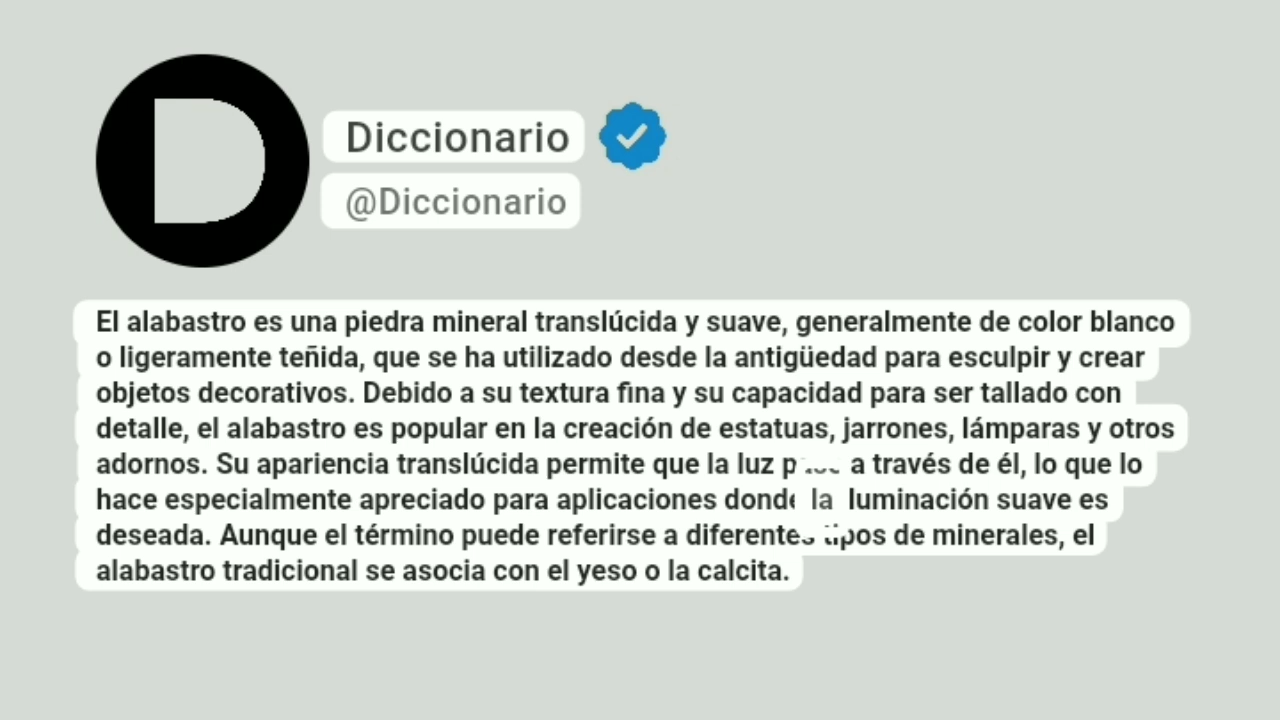 Diccionario
@Diccionario
El alabastro es una piedra mineral translúcida y suave, generalmente de color blanco
o ligeramente teñida, que se ha utilizado desde la antigüedad para esculpir y crear
objetos decorativos. Debido a su textura fina y su capacidad para ser tallado con
detalle, el alabastro es popular en la creación de estatuas, jarrones, lámparas y otros
adornos. Su apariencia translúcida permite que la luz a través de él, lo que lo
hace especialmente apreciado para aplicaciones donde la luminación suave es
deseada. Aunque el término puede referirse a diferentes tipos de minerales, el
alabastro tradicional se asocia con el yeso o la calcita.